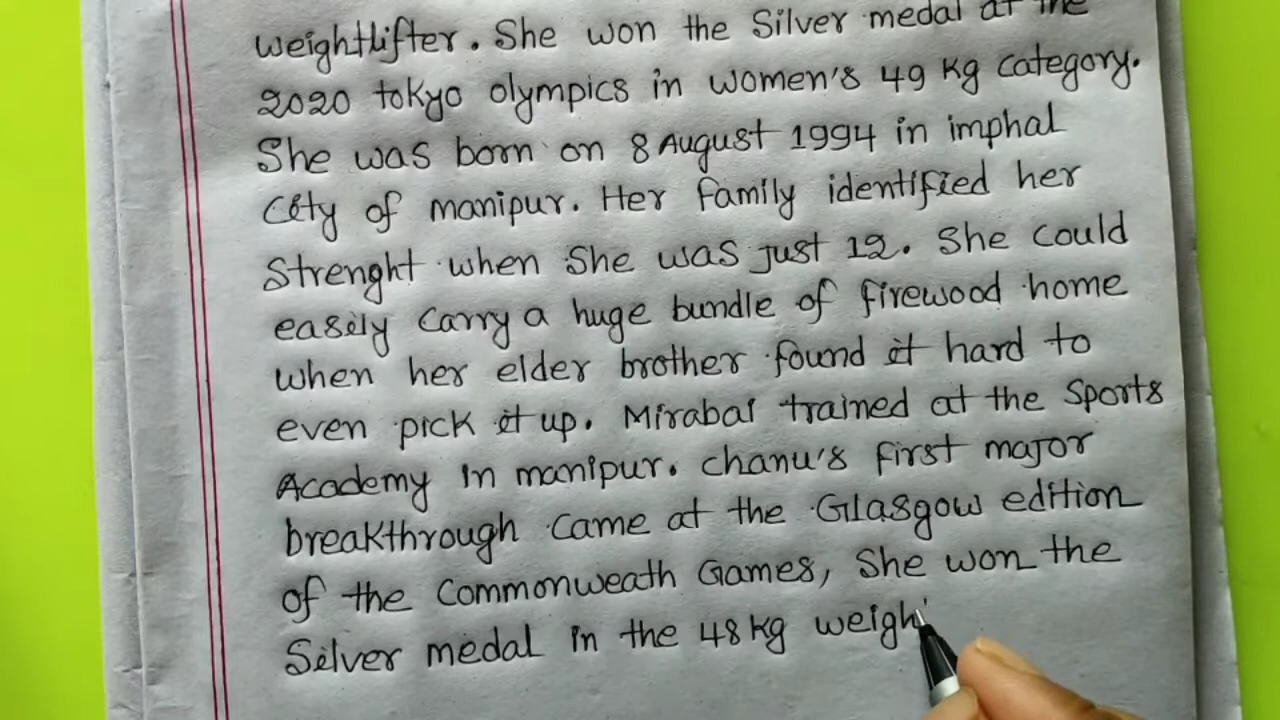 weightlifter. She won the Silver medal at the
2020 tokyo olympics in women's 49 kg category.
She was born on 8 August 1994 in imphal
City of manipur. Her family identified her
Strenght when She was just 12. She could
easily carry a huge bundle of firewood home
when her elder brother found it hard to
even pick it up. Mirabai trained at the Sports
Academy in manipur. Chanu's first major
breakthrough came at the Glasgow edition
of the Commonweath Games, She won the
Silver medal in the 48 kg weigh